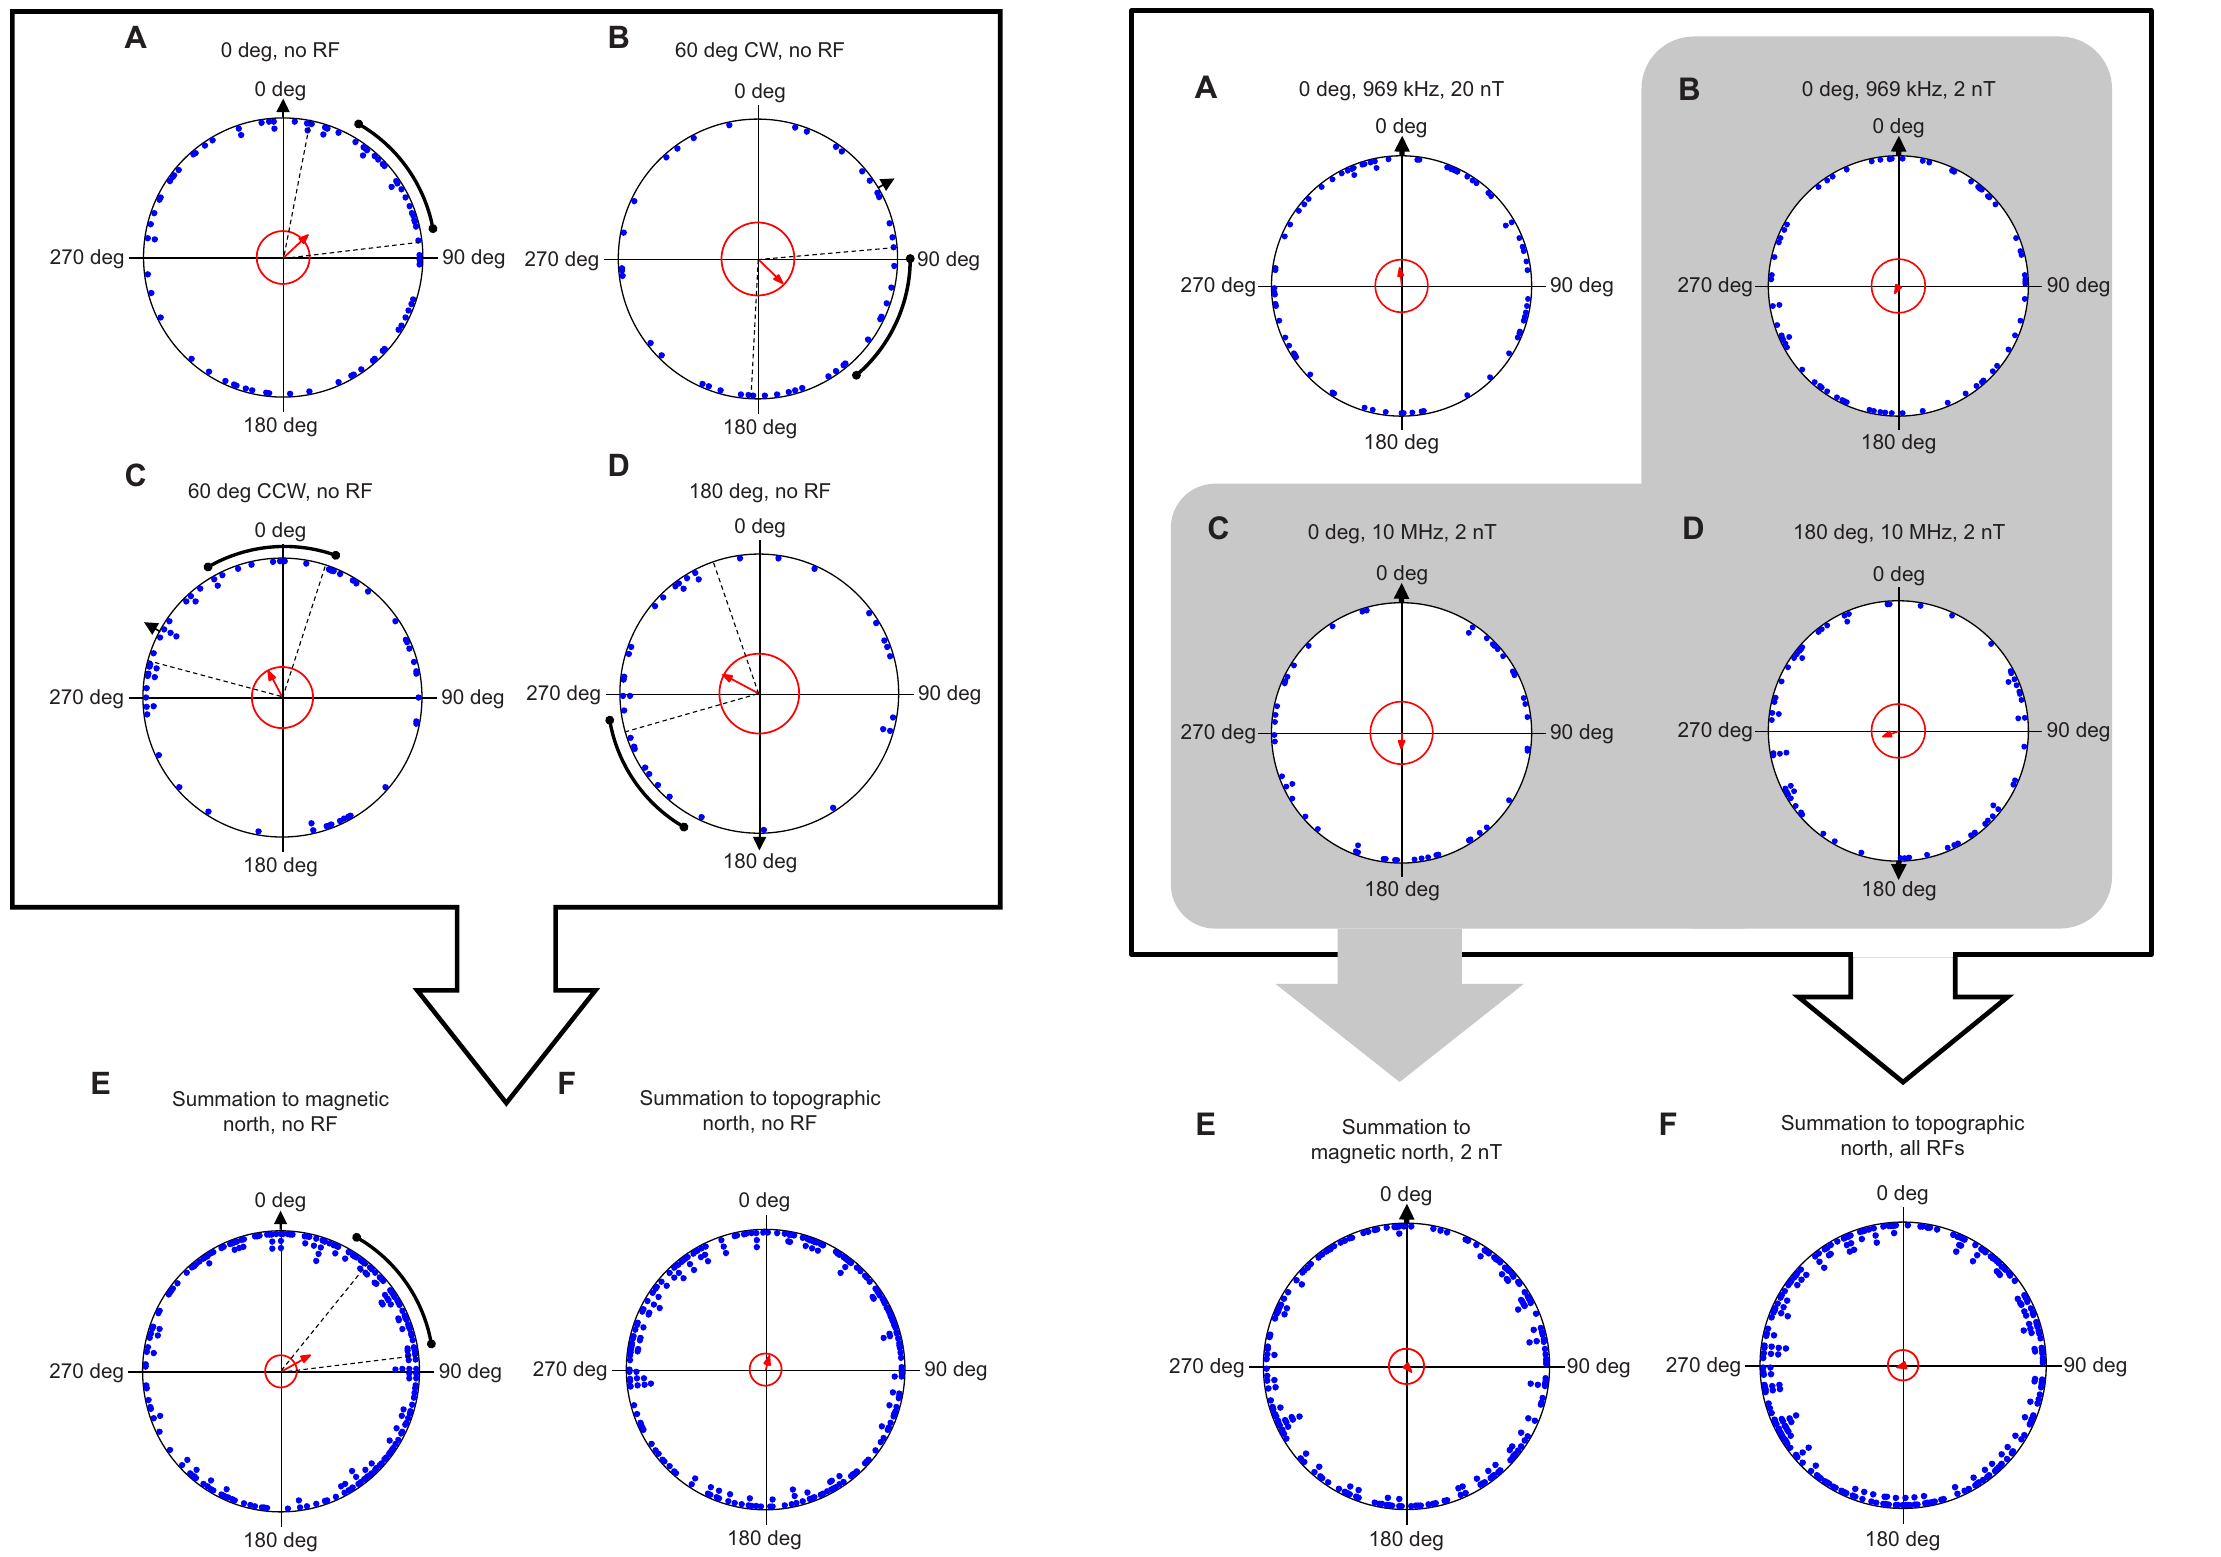 A
0 deg, no RF
0 deg
270 deg
90 deg
180 deg
B
60 deg CW, no RF
0 deg
270 deg
90 deg
180 deg
C
60 deg CCW, no RF
0 deg
270 deg
90 deg
180 deg
D
180 deg, no RF
0 deg
270 deg
90 deg
180 deg
E
Summation to magnetic
north, no RF
0 deg
270 deg
90 deg
180 deg
F
Summation to topographic
north, no RF
0 deg
270 deg
90 deg
180 deg
A
0 deg, 969 kHz, 20 nT
0 deg
270 deg
90 deg
180 deg
B
0 deg, 969 kHz, 2 nT
0 deg
270 deg
90 deg
180 deg
C
0 deg, 10 MHz, 2 nT
0 deg
270 deg
90 deg
180 deg
D
180 deg, 10 MHz, 2 nT
0 deg
270 deg
90 deg
180 deg
E
Summation to
magnetic north, 2 nT
0 deg
270 deg
90 deg
180 deg
F
Summation to topographic
north, all RFs
0 deg
270 deg
90 deg
180 deg